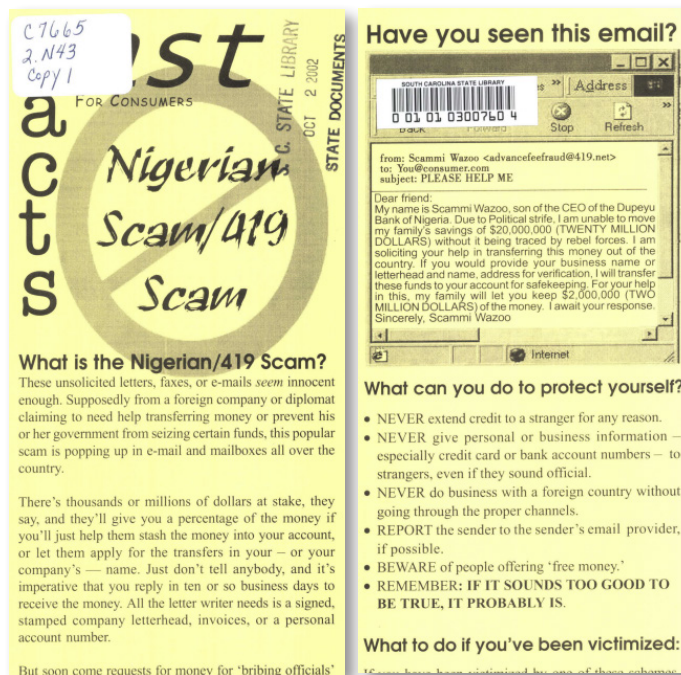 C7665
2.N43
Copy 1
ast
FOR CONSUMERS
acts
S.C. STATE LIBRARY
OCT 2 2002
STATE DOCUMENTS
Nigerian
Scam/419
Scam
What is the Nigerian/419 Scam?
These unsolicited letters, faxes, or e-mails seem innocent
enough. Supposedly from a foreign company or diplomat
claiming to need help transferring money or prevent his
or her government from seizing certain funds, this popular
scam is popping up in e-mail and mailboxes all over the
country.
There’s thousands or millions of dollars at stake, they
say, and they’ll give you a percentage of the money if
you’ll just help them stash the money into your account,
or let them apply for the transfers in your – or your
company’s — name. Just don’t tell anybody, and it’s
imperative that you reply in ten or so business days to
receive the money. All the letter writer needs is a signed,
stamped company letterhead, invoices, or a personal
account number.
But soon come requests for money for ‘bribing officials’
Have you seen this email?
Address
SOUTH CAROLINA STATE LIBRARY
0 01 01 0300760 4
Back Forward Stop Refresh
from: Scammi Wazoo <advancefeefraud@419.net>
to: You@consumer.com
subject: PLEASE HELP ME
Dear friend:
My name is Scammi Wazoo, son of the CEO of the Dupeyu
Bank of Nigeria. Due to Political strife, I am unable to move
my family’s savings of $20,000,000 (TWENTY MILLION
DOLLARS) without it being traced by rebel forces. I am
soliciting your help in transferring this money out of the
country. If you would provide your business name or
letterhead and name, address for verification, I will transfer
these funds to your account for safekeeping. For your help
in this, my family will let you keep $2,000,000 (TWO
MILLION DOLLARS) of the money. I await your response.
Sincerely, Scammi Wazoo
Internet
What can you do to protect yourself?
• NEVER extend credit to a stranger for any reason.
• NEVER give personal or business information –
especially credit card or bank account numbers – to
strangers, even if they sound official.
• NEVER do business with a foreign country without
going through the proper channels.
• REPORT the sender to the sender’s email provider,
if possible.
• BEWARE of people offering ‘free money.’
• REMEMBER: IF IT SOUNDS TOO GOOD TO
BE TRUE, IT PROBABLY IS.
What to do if you’ve been victimized:
If you have been victimized by one of these schemes,